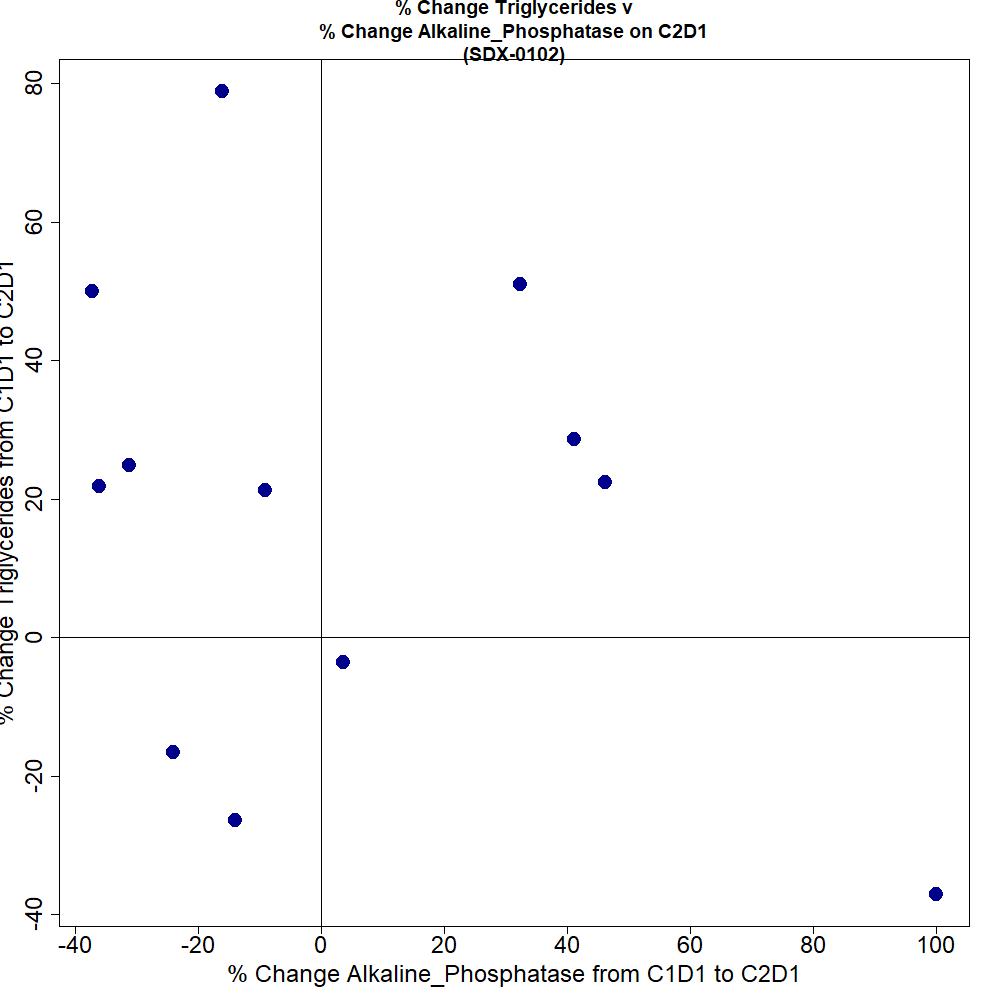 % Change Triglycerides v
% Change Alkaline_Phosphatase on C2D1
(SDX-0102)
% Change Triglycerides from C1D1 to C2D1
80
60
40
20
0
-20
-40
-40 -20 0 20 40 60 80 100
% Change Alkaline_Phosphatase from C1D1 to C2D1